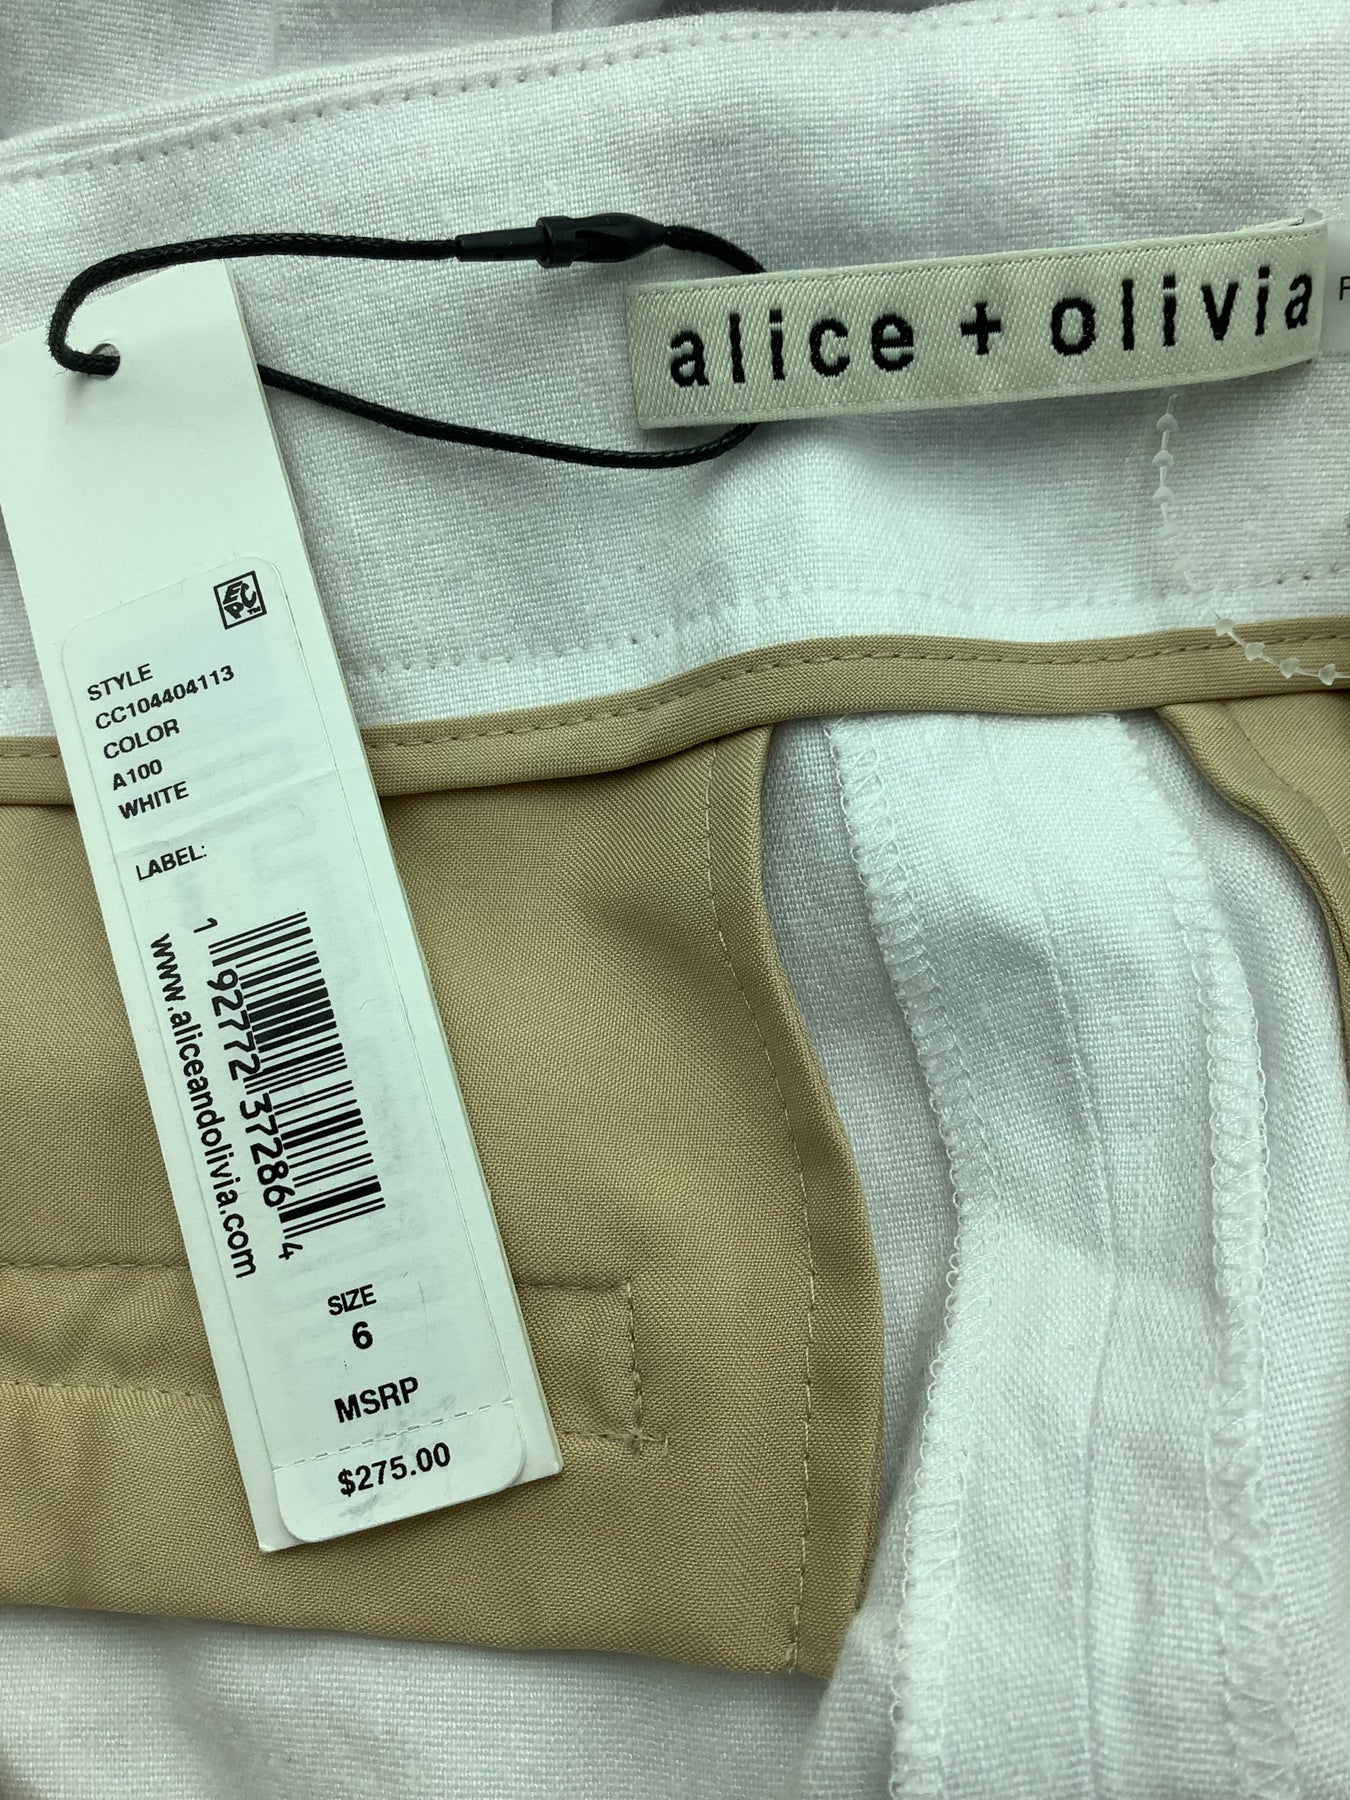 alice + olivia
EPC™
STYLE
CC104404113
COLOR
A100
WHITE
LABEL:
1 92772 37286 4
www.aliceandolivia.com
SIZE
6
MSRP
$275.00